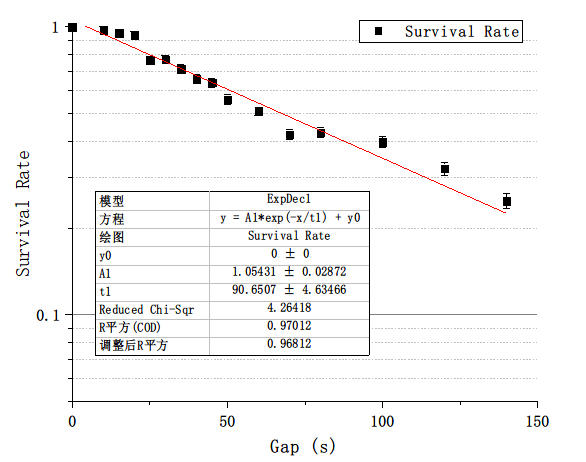 1
Survival Rate
Survival Rate
模型 ExpDec1
方程 y = A1*exp(-x/t1) + y0
绘图 Survival Rate
y0 0 ± 0
A1 1.05431 ± 0.02872
t1 90.6507 ± 4.63466
Reduced Chi-Sqr 4.26418
R平方(COD) 0.97012
调整后R平方 0.96812
0.1
0 50 100 150
Gap (s)